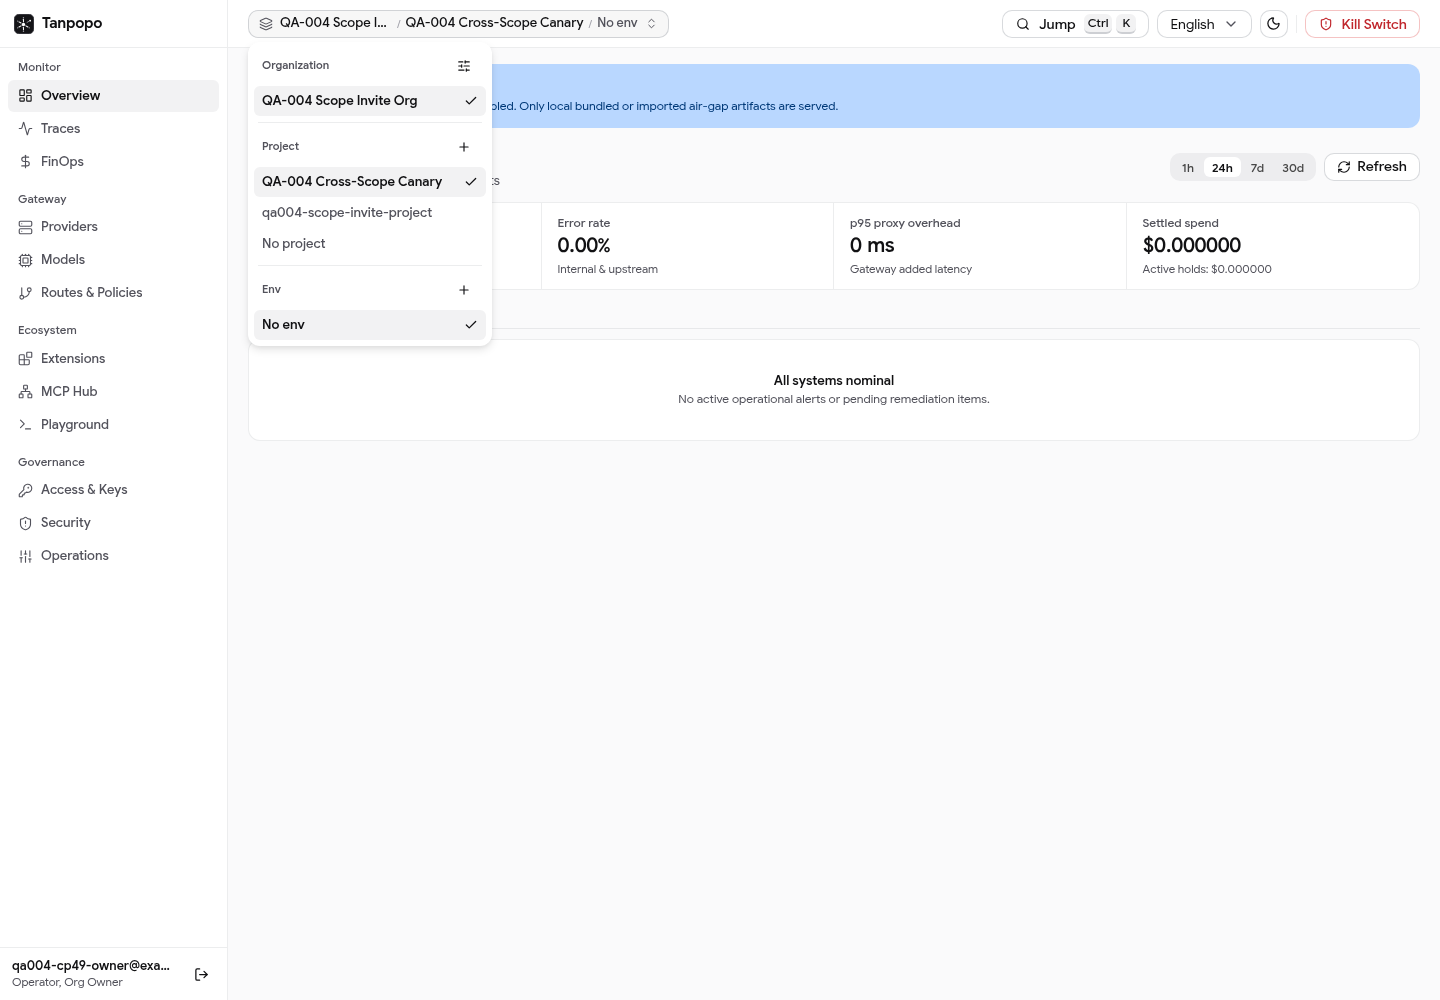 Tanpopo
QA-004 Scope I... / QA-004 Cross-Scope Canary / No env
Jump Ctrl K
English
Kill Switch
Monitor
Overview
Traces
FinOps
Gateway
Providers
Models
Routes & Policies
Ecosystem
Extensions
MCP Hub
Playground
Governance
Access & Keys
Security
Operations
qa004-cp49-owner@exa...
Operator, Org Owner
Organization
QA-004 Scope Invite Org
Project
QA-004 Cross-Scope Canary
qa004-scope-invite-project
No project
Env
No env
Only local bundled or imported air-gap artifacts are served.
1h 24h 7d 30d
Refresh
Error rate
0.00%
Internal & upstream
p95 proxy overhead
0 ms
Gateway added latency
Settled spend
$0.000000
Active holds: $0.000000
All systems nominal
No active operational alerts or pending remediation items.